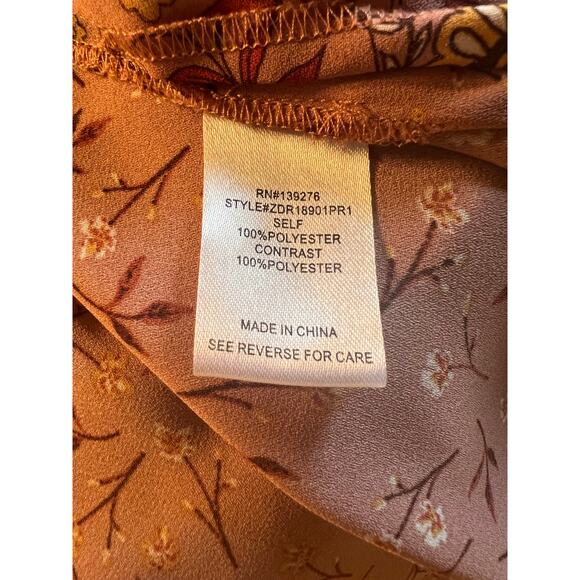 RN#139276
STYLE#ZDR18901PR1
SELF
100%POLYESTER
CONTRAST
100%POLYESTER
MADE IN CHINA
SEE REVERSE FOR CARE